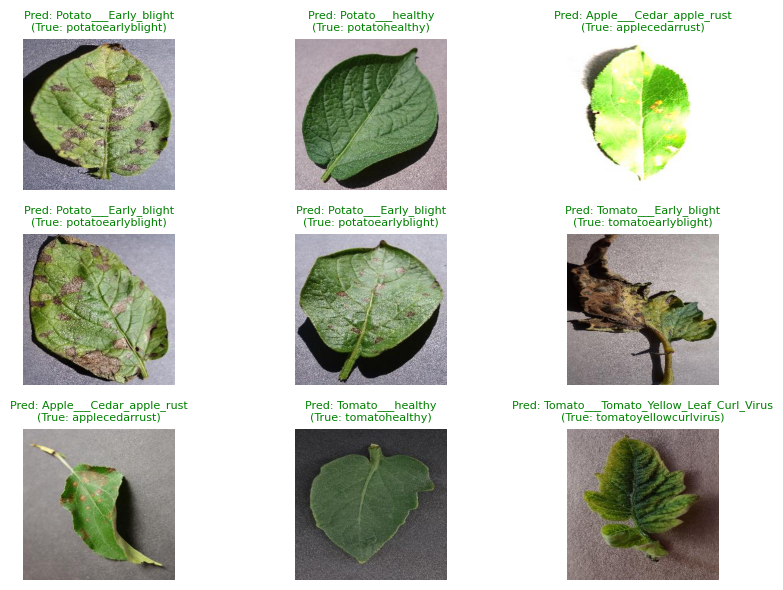 Pred: Potato___Early_blight
(True: potatoearlyblight)
Pred: Potato___healthy
(True: potatohealthy)
Pred: Apple___Cedar_apple_rust
(True: applecedarrust)
Pred: Potato___Early_blight
(True: potatoearlyblight)
Pred: Potato___Early_blight
(True: potatoearlyblight)
Pred: Tomato___Early_blight
(True: tomatoearlyblight)
Pred: Apple___Cedar_apple_rust
(True: applecedarrust)
Pred: Tomato___healthy
(True: tomatohealthy)
Pred: Tomato___Tomato_Yellow_Leaf_Curl_Virus
(True: tomatoyellowcurlvirus)